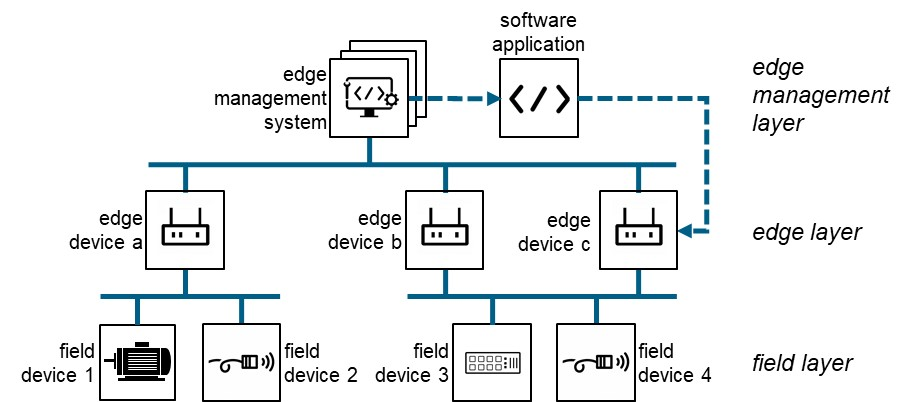 software
application
edge
management
system
</>
</>
edge
management
layer
edge
device a
edge
device b
edge
device c
edge layer
field
device 1
field
device 2
field
device 3
field
device 4
field layer